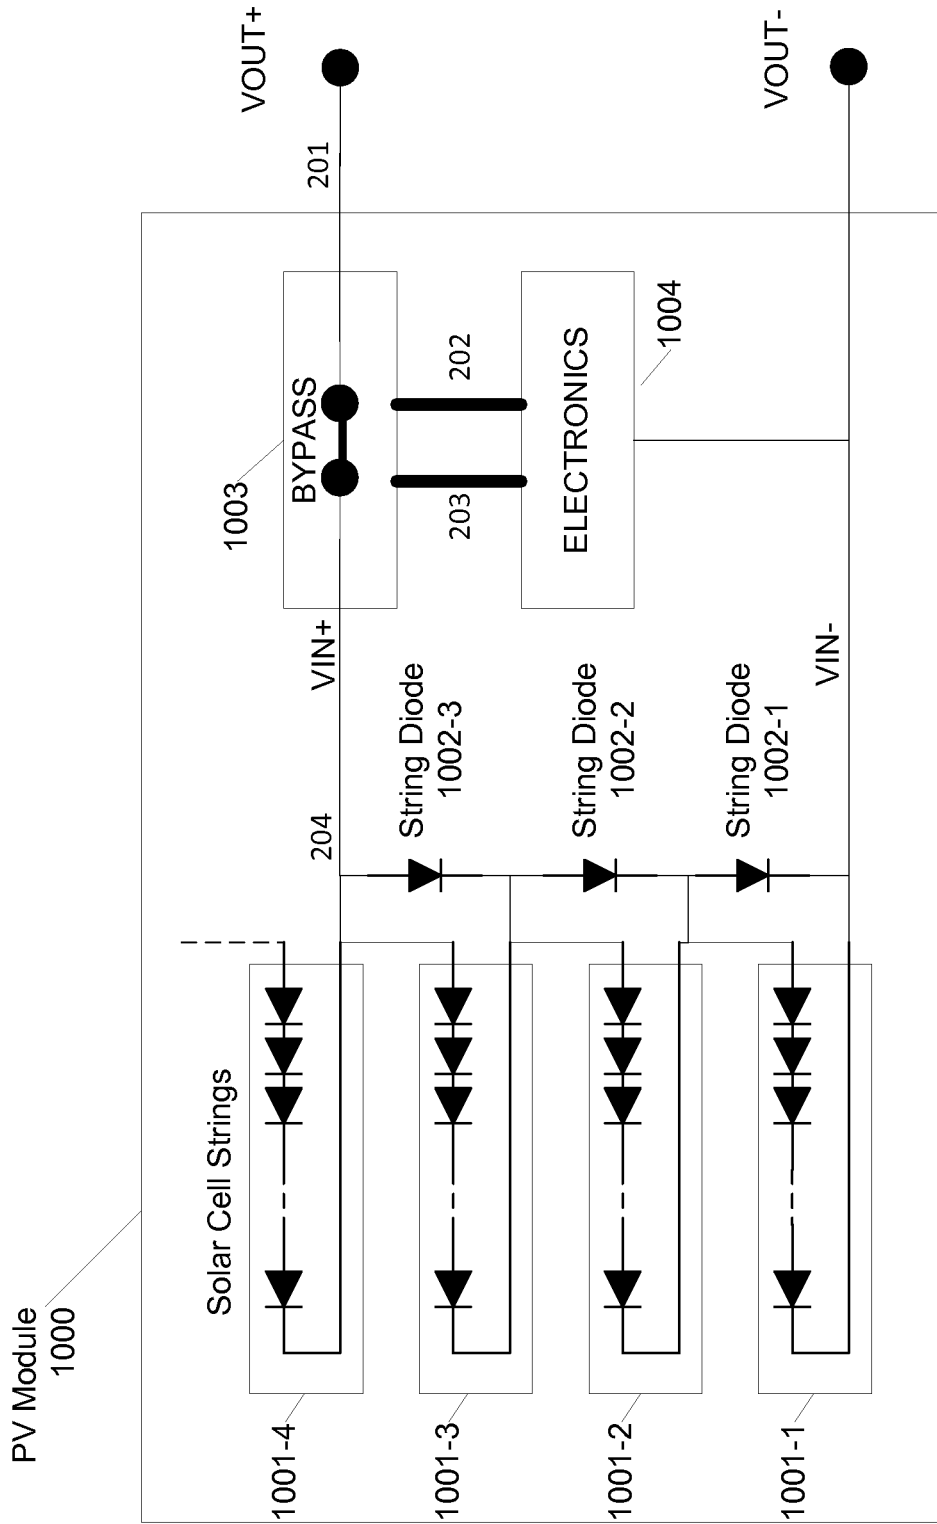 PV Module
1000
Solar Cell Strings
1001-4
1001-3
1001-2
1001-1
204
String Diode
1002-3
String Diode
1002-2
String Diode
1002-1
VIN+
VIN-
1003
BYPASS
203
202
ELECTRONICS
1004
201
VOUT+
VOUT-